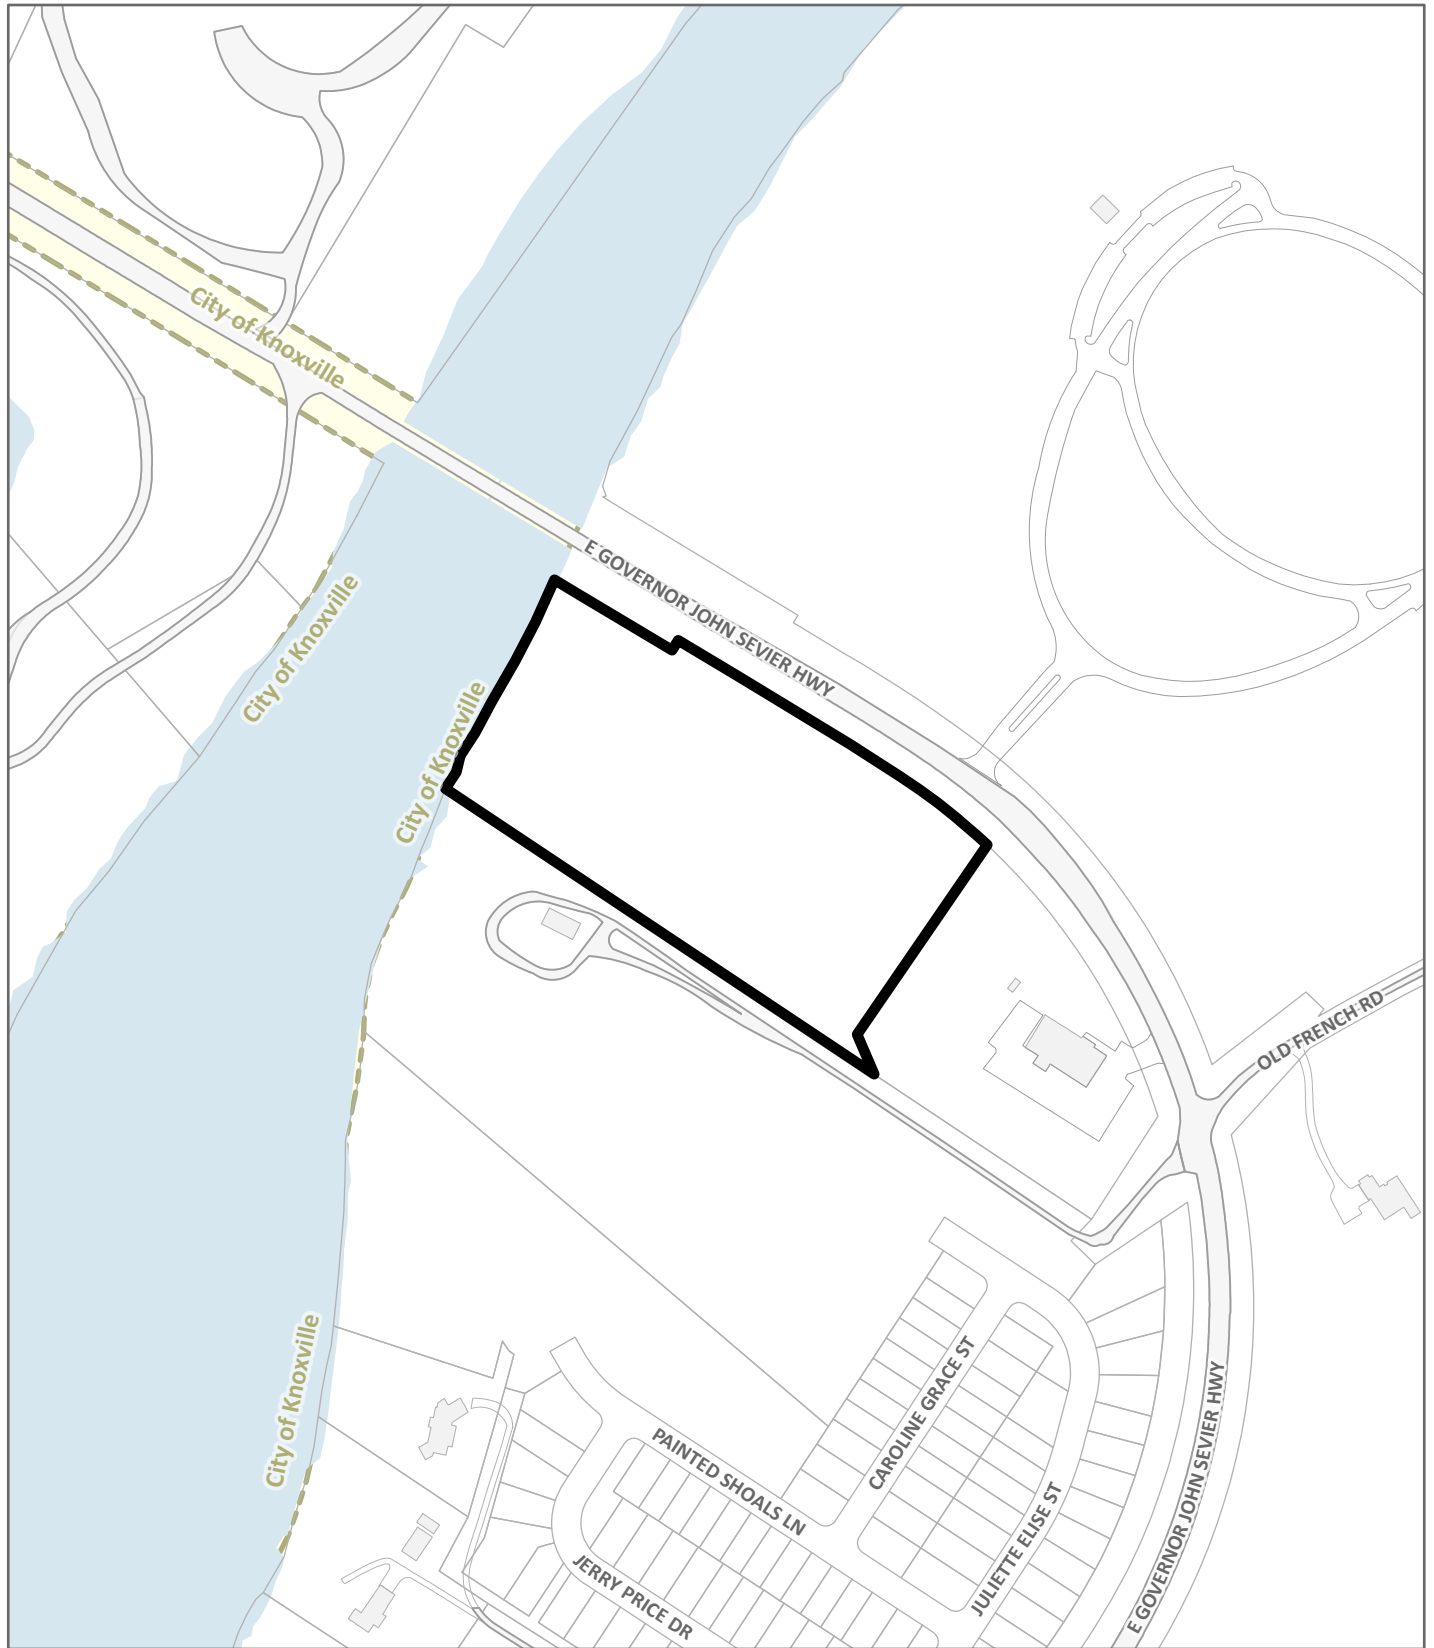 City of Knoxville
E GOVERNOR JOHN SEVIER HWY
City of Knoxville
City of Knoxville
OLD FRENCH RD
City of Knoxville
CAROLINE GRACE ST
E GOVERNOR JOHN SEVIER HWY
PAINTED SHOALS LN
JULIETTE ELISE ST
JERRY PRICE DR